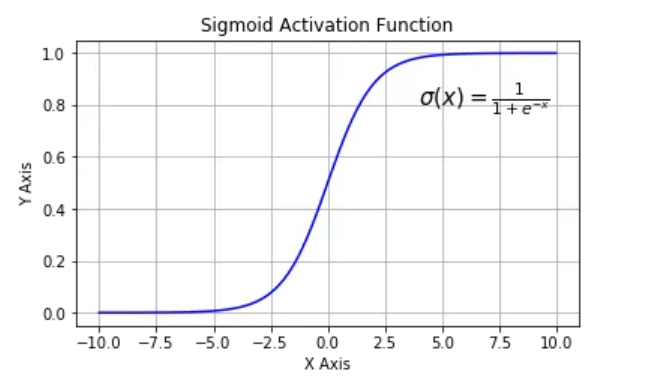 Sigmoid Activation Function
1.0
σ(x) = 1/(1 + e^{−x})
0.8
0.6
0.4
0.2
0.0
Y Axis
−10.0 −7.5 −5.0 −2.5 0.0 2.5 5.0 7.5 10.0
X Axis